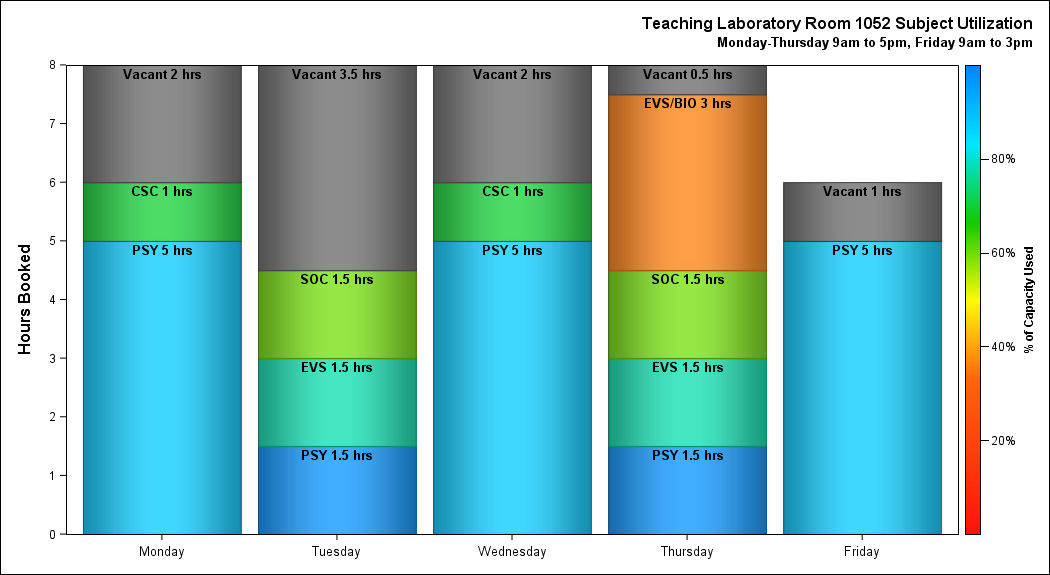 Teaching Laboratory Room 1052 Subject Utilization
Monday-Thursday 9am to 5pm, Friday 9am to 3pm
Hours Booked
8
7
6
5
4
3
2
1
0
Vacant 2 hrs
CSC 1 hrs
PSY 5 hrs
Vacant 3.5 hrs
SOC 1.5 hrs
EVS 1.5 hrs
PSY 1.5 hrs
Vacant 2 hrs
CSC 1 hrs
PSY 5 hrs
Vacant 0.5 hrs
EVS/BIO 3 hrs
SOC 1.5 hrs
EVS 1.5 hrs
PSY 1.5 hrs
Vacant 1 hrs
PSY 5 hrs
Monday
Tuesday
Wednesday
Thursday
Friday
80%
60%
40%
20%
% of Capacity Used